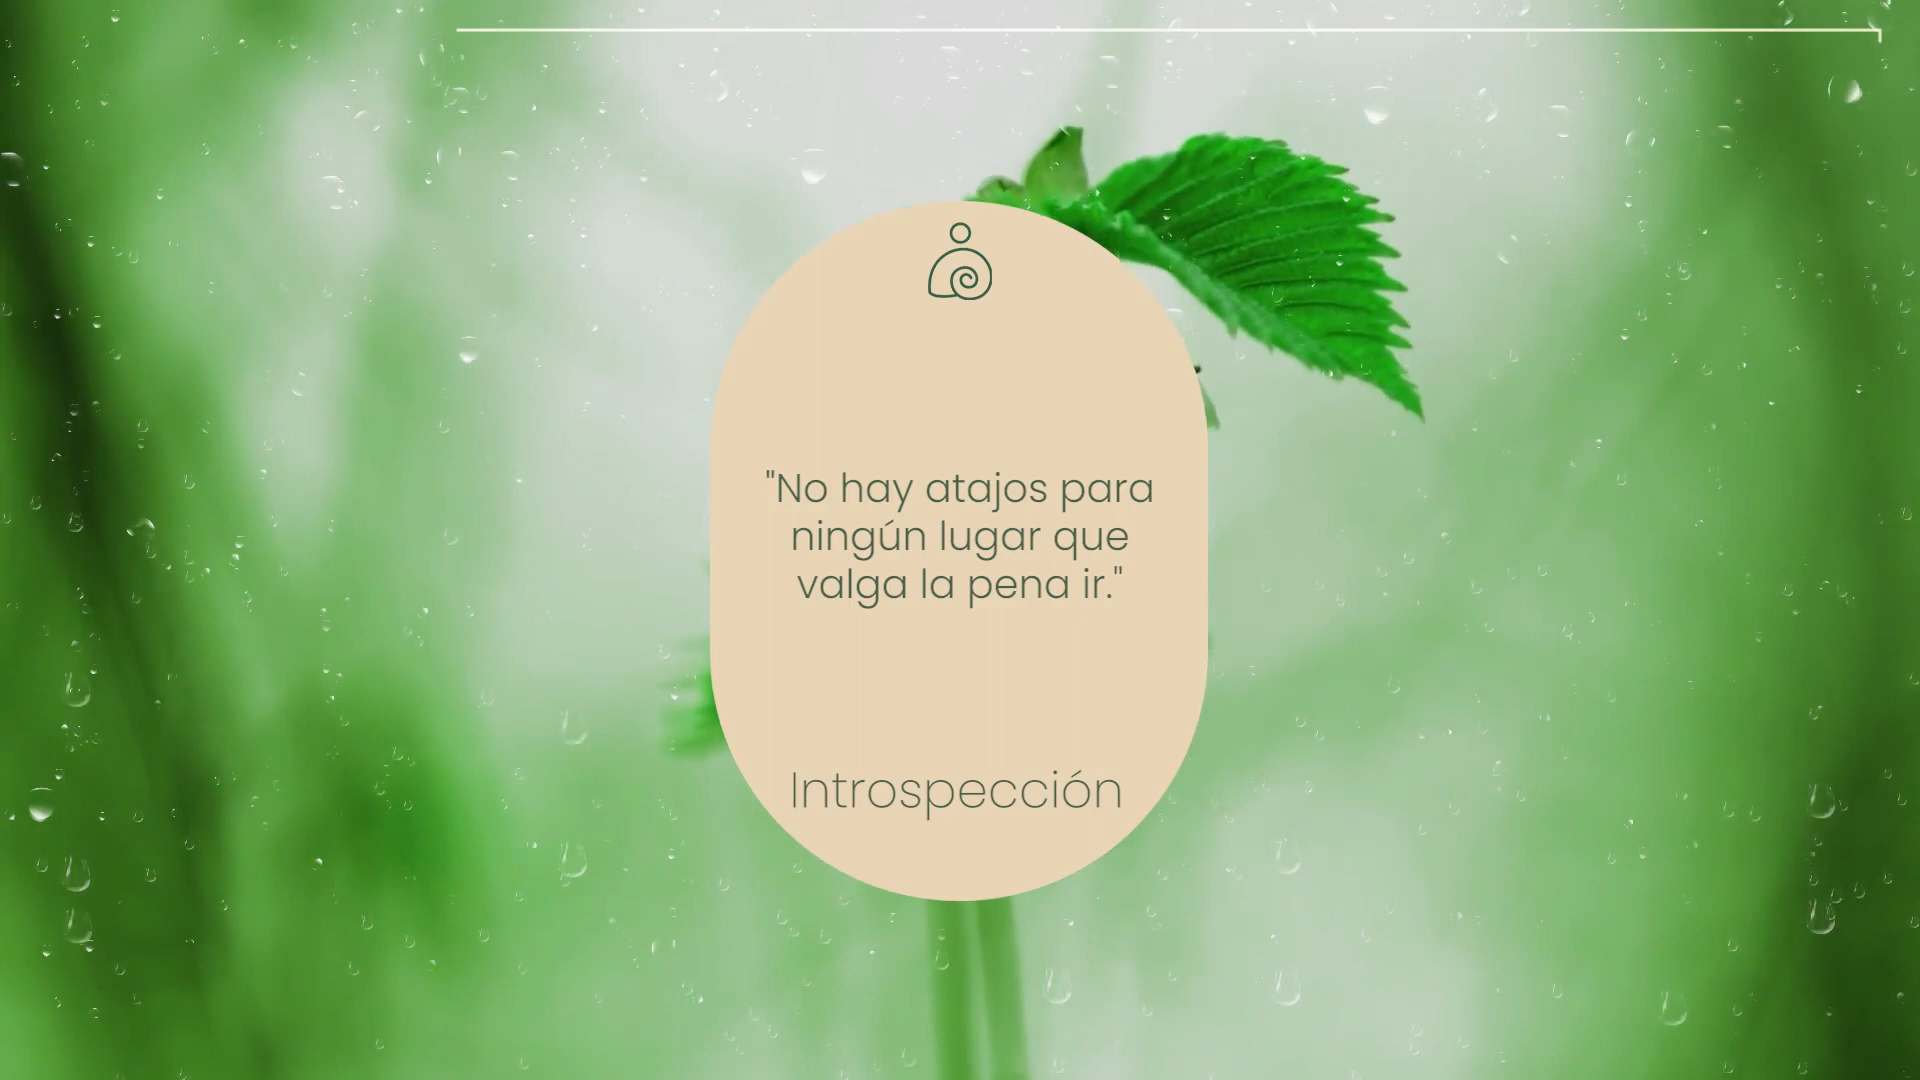 "No hay atajos para
ningún lugar que
valga la pena ir."
Introspección